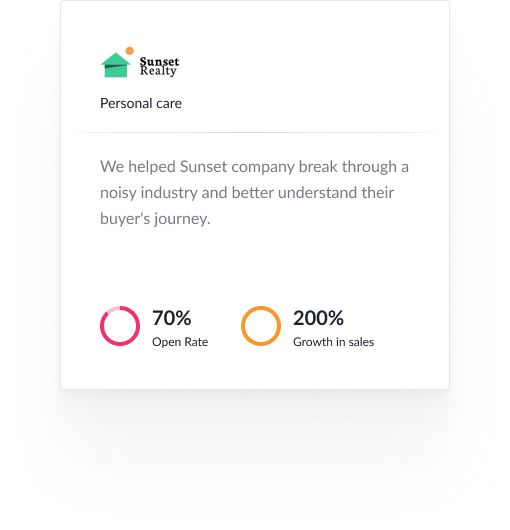 Sunset
Realty
Personal care
We helped Sunset company break through a
noisy industry and better understand their
buyer's journey.
70%
Open Rate
200%
Growth in sales